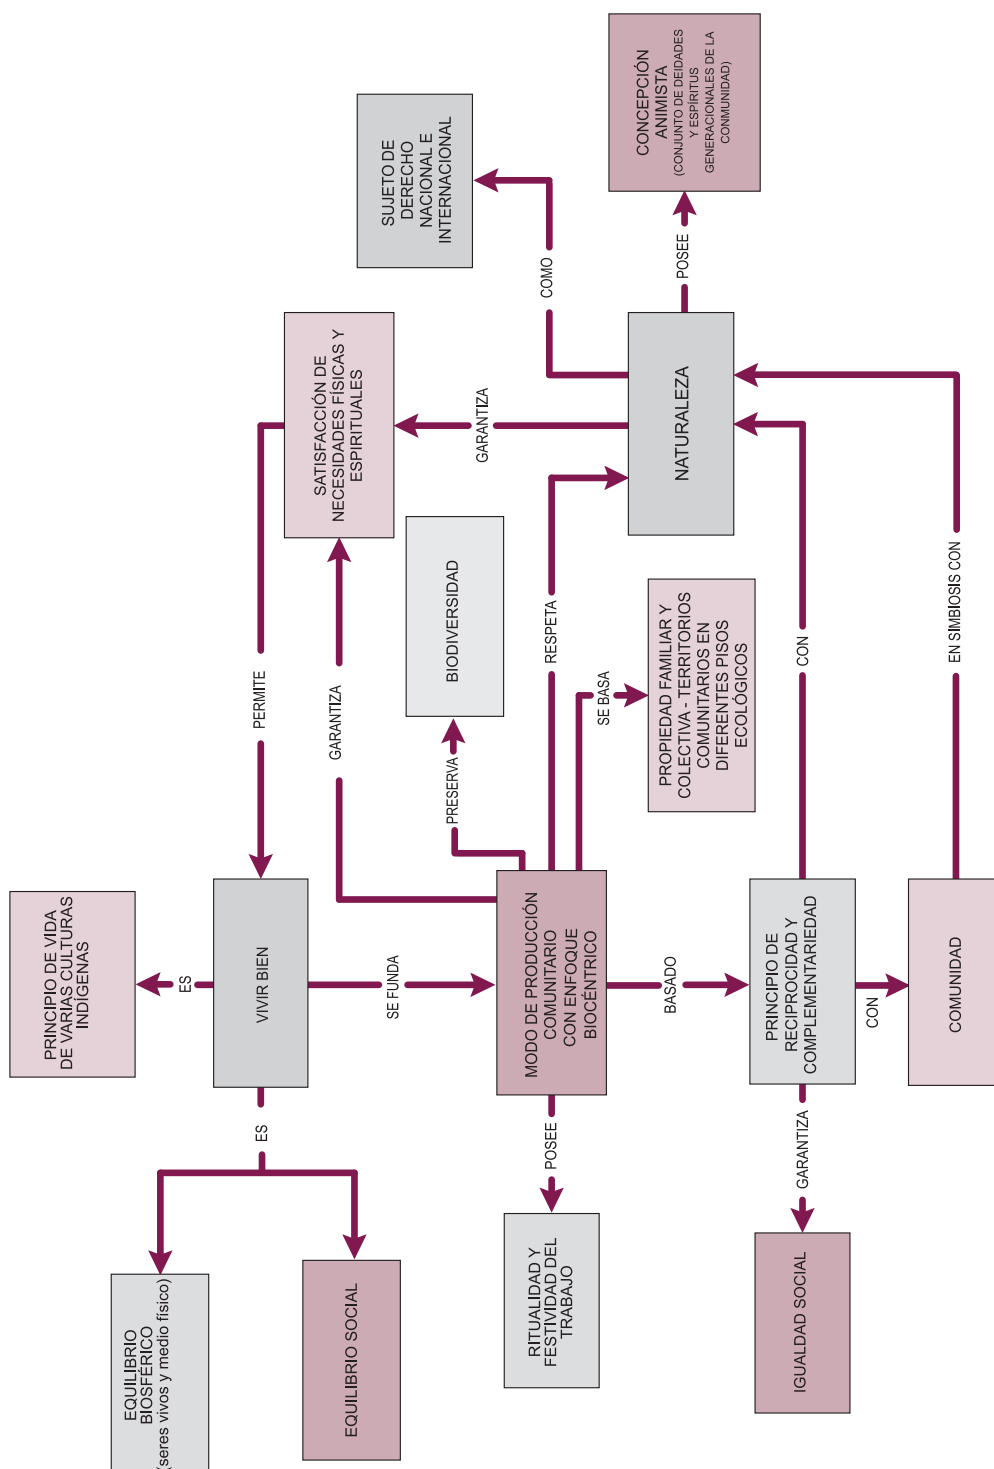 PRINCIPIO DE VIDA
DE VARIAS CULTURAS
INDÍGENAS
ES
EQUILIBRIO
BIOSFÉRICO
(seres vivos y medio físico)
ES
EQUILIBRIO SOCIAL
VIVIR BIEN
PERMITE
SATISFACCIÓN DE
NECESIDADES FÍSICAS Y
ESPIRITUALES
SE FUNDA
GARANTIZA
GARANTIZA
SUJETO DE
DERECHO
NACIONAL E
INTERNACIONAL
COMO
PRESERVA
BIODIVERSIDAD
RITUALIDAD Y
FESTIVIDAD DEL
TRABAJO
POSEE
MODO DE PRODUCCIÓN
COMUNITARIO
CON ENFOQUE
BIOCÉNTRICO
RESPETA
SE BASA
PROPIEDAD FAMILIAR Y
COLECTIVA - TERRITORIOS
COMUNITARIOS EN
DIFERENTES PISOS
ECOLÓGICOS
NATURALEZA
POSEE
CONCEPCIÓN
ANIMISTA
(CONJUNTO DE DEIDADES
Y ESPÍRITUS
GENERACIONALES DE LA
CONMUNIDAD)
BASADO
PRINCIPIO DE
RECIPROCIDAD Y
COMPLEMENTARIEDAD
CON
GARANTIZA
IGUALDAD SOCIAL
CON
COMUNIDAD
EN SIMBIOSIS CON